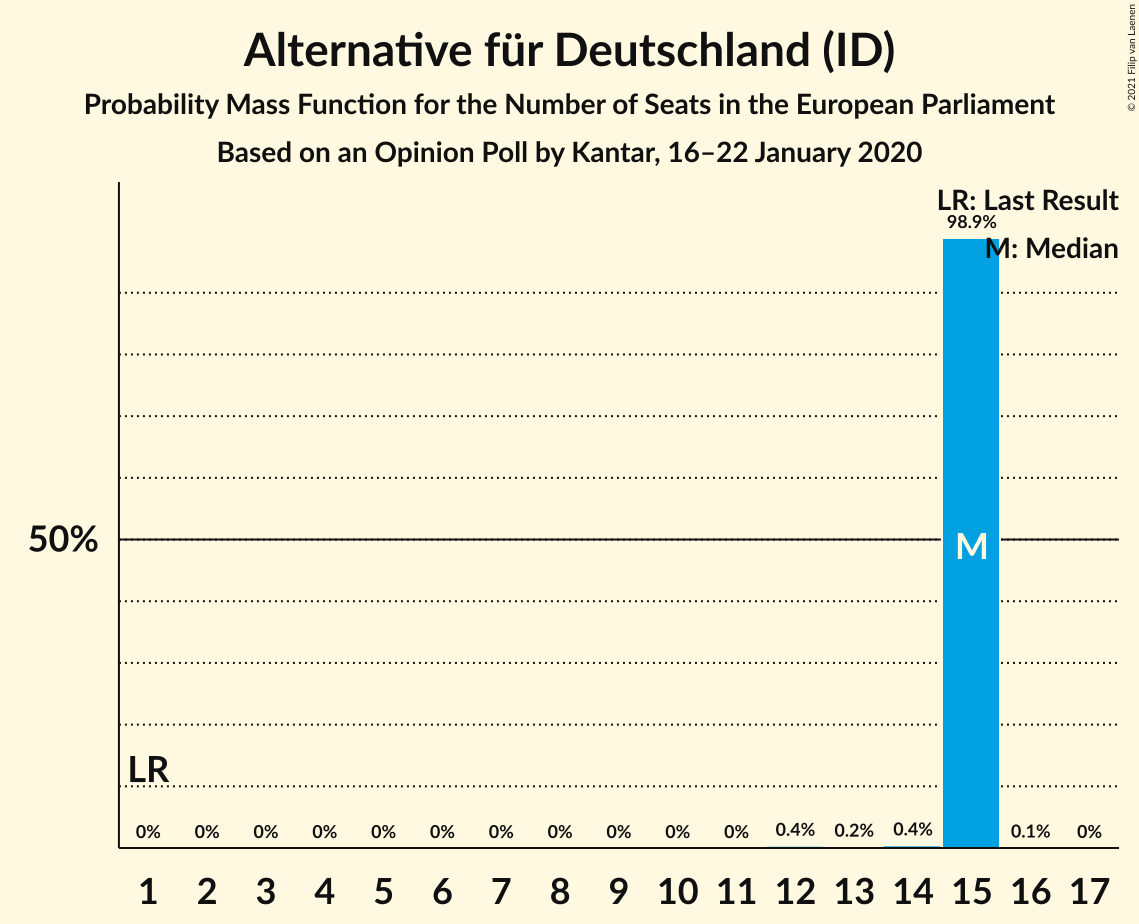 Alternative für Deutschland (ID)
Probability Mass Function for the Number of Seats in the European Parliament
Based on an Opinion Poll by Kantar, 16–22 January 2020
© 2021 Filip van Laenen
LR: Last Result
98.9%
M: Median
50%
M
LR
0% 0% 0% 0% 0% 0% 0% 0% 0% 0% 0% 0.4% 0.2% 0.4% 0.1% 0%
1 2 3 4 5 6 7 8 9 10 11 12 13 14 15 16 17